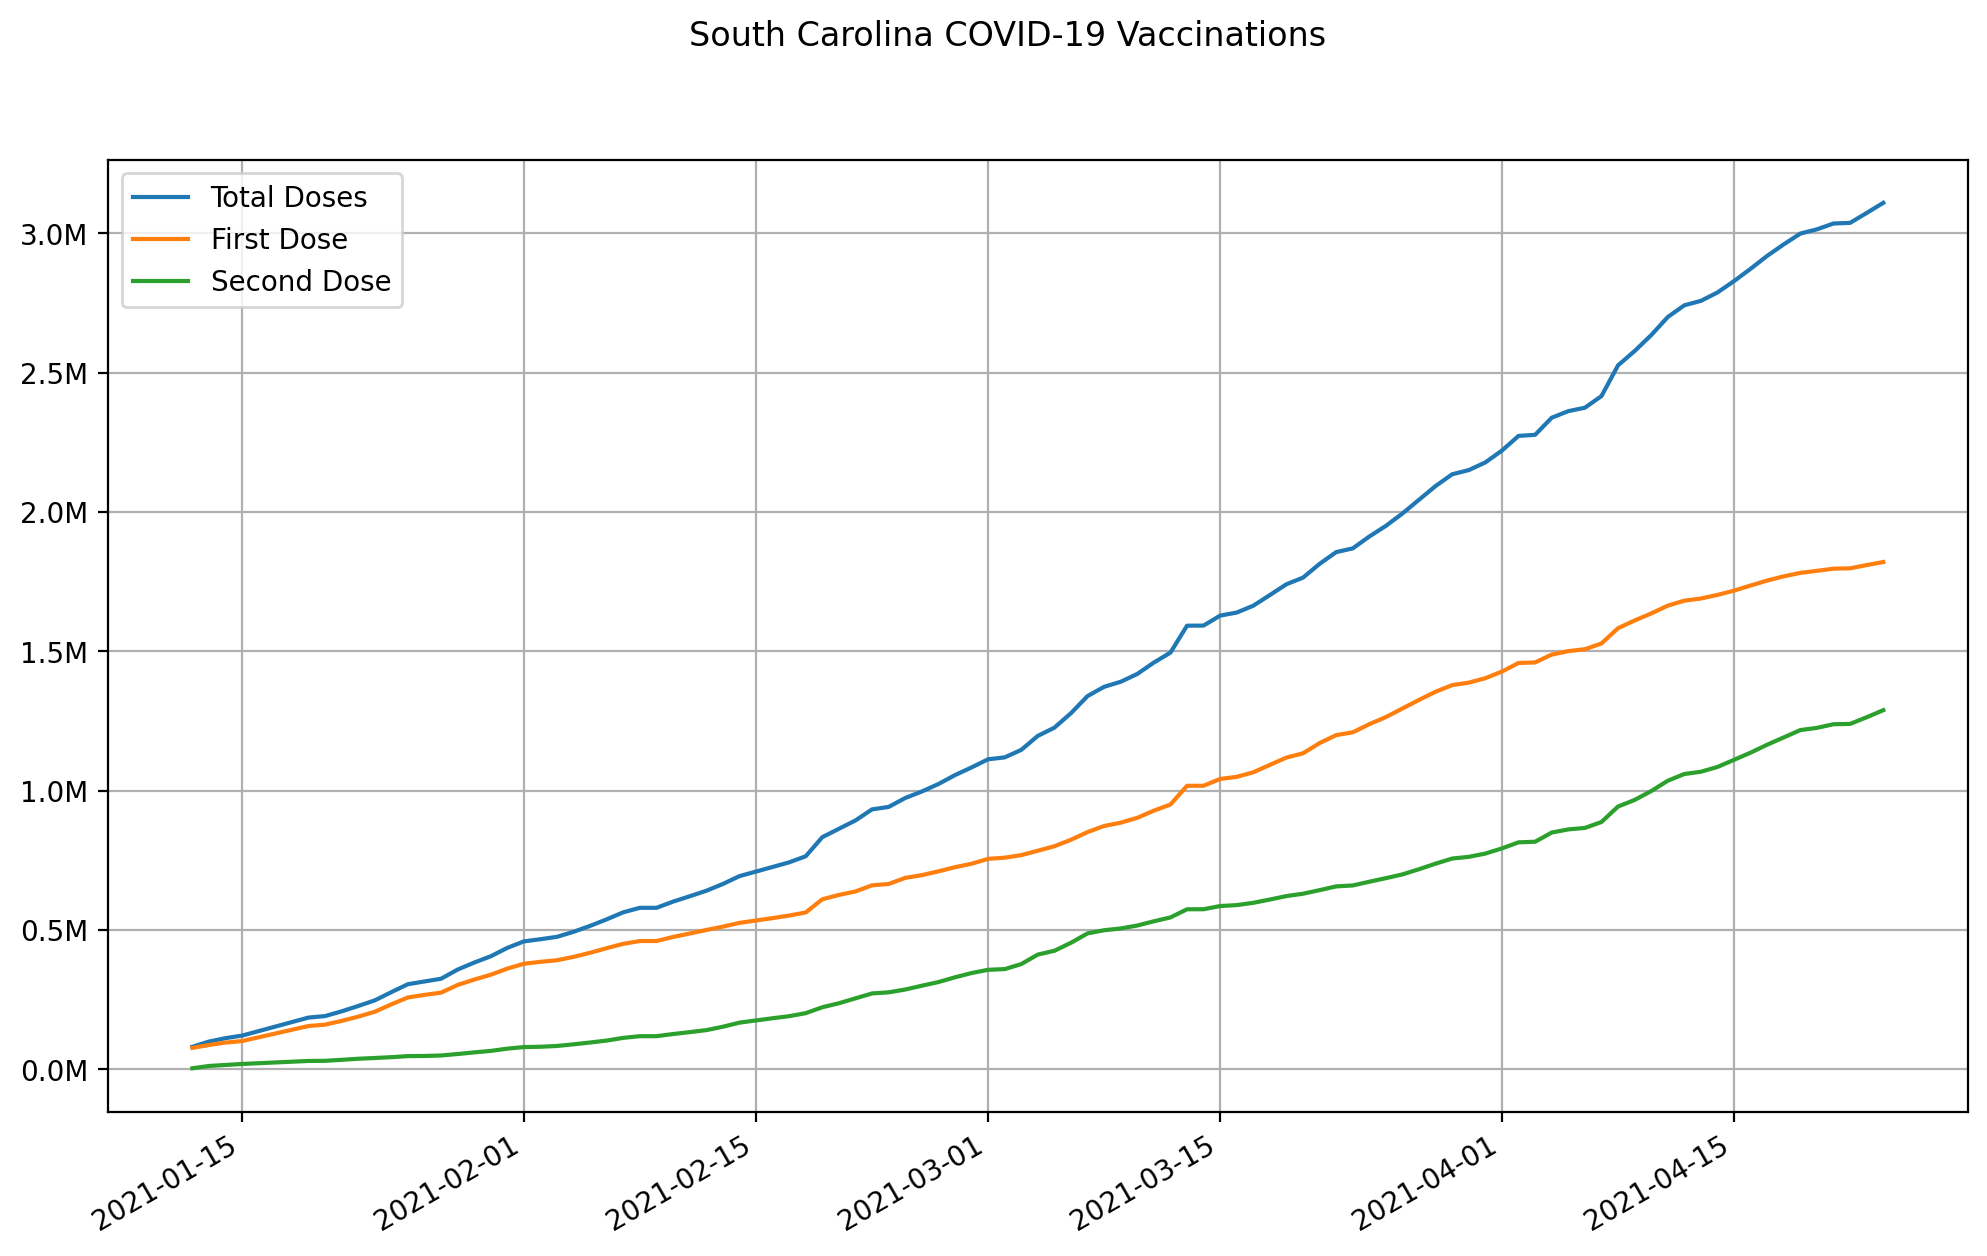 South Carolina COVID-19 Vaccinations
Total Doses
First Dose
Second Dose
3.0M
2.5M
2.0M
1.5M
1.0M
0.5M
0.0M
2021-01-15
2021-02-01
2021-02-15
2021-03-01
2021-03-15
2021-04-01
2021-04-15